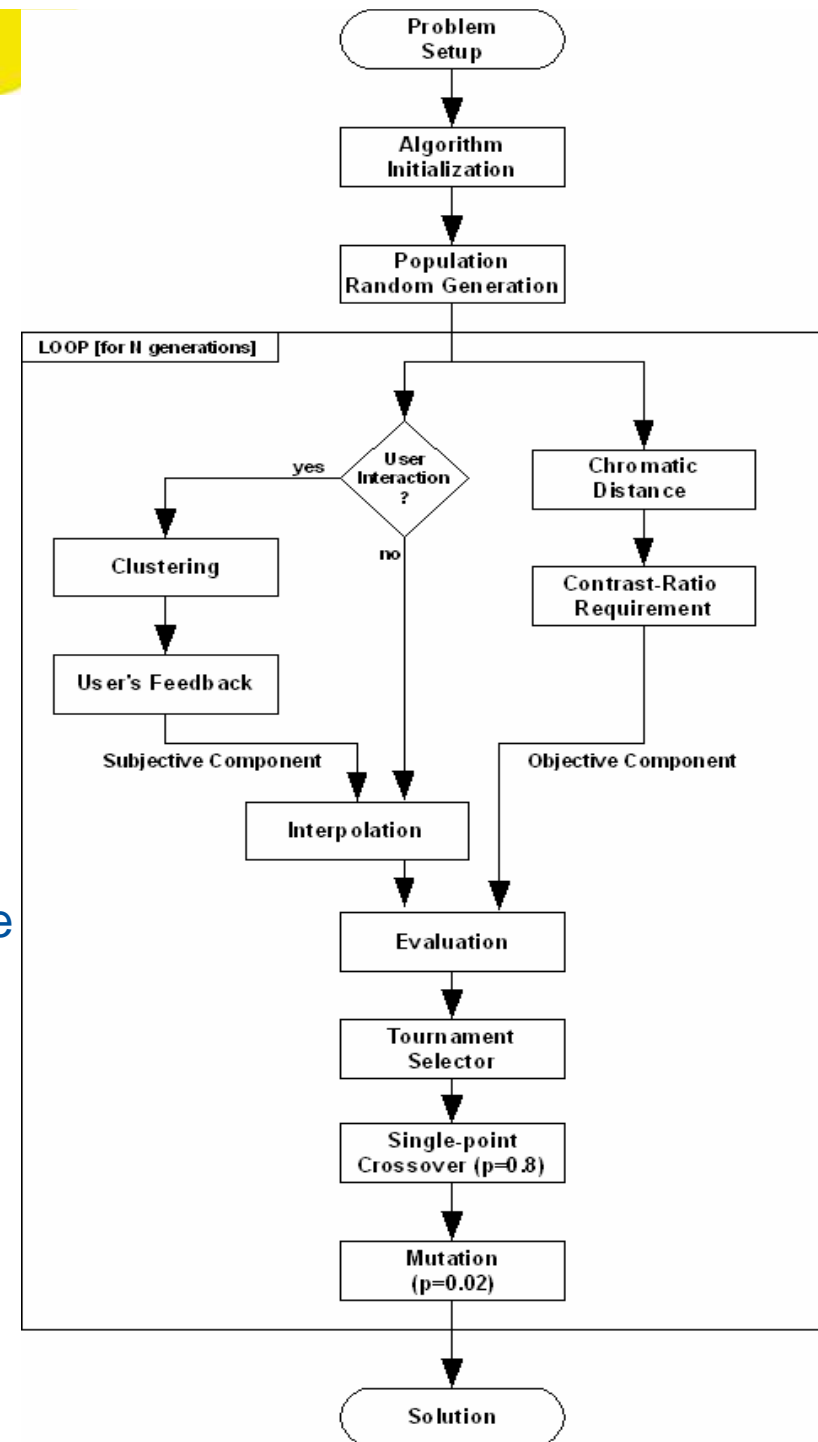 Problem
Setup
Algorithm
Initialization
Population
Random Generation
LOOP [for N generations]
User
Interaction
?
yes
no
Chromatic
Distance
Clustering
Contrast-Ratio
Requirement
User's Feedback
Subjective Component
Objective Component
Interpolation
e
Evaluation
Tournament
Selector
Single-point
Crossover (p=0.8)
Mutation
(p=0.02)
Solution